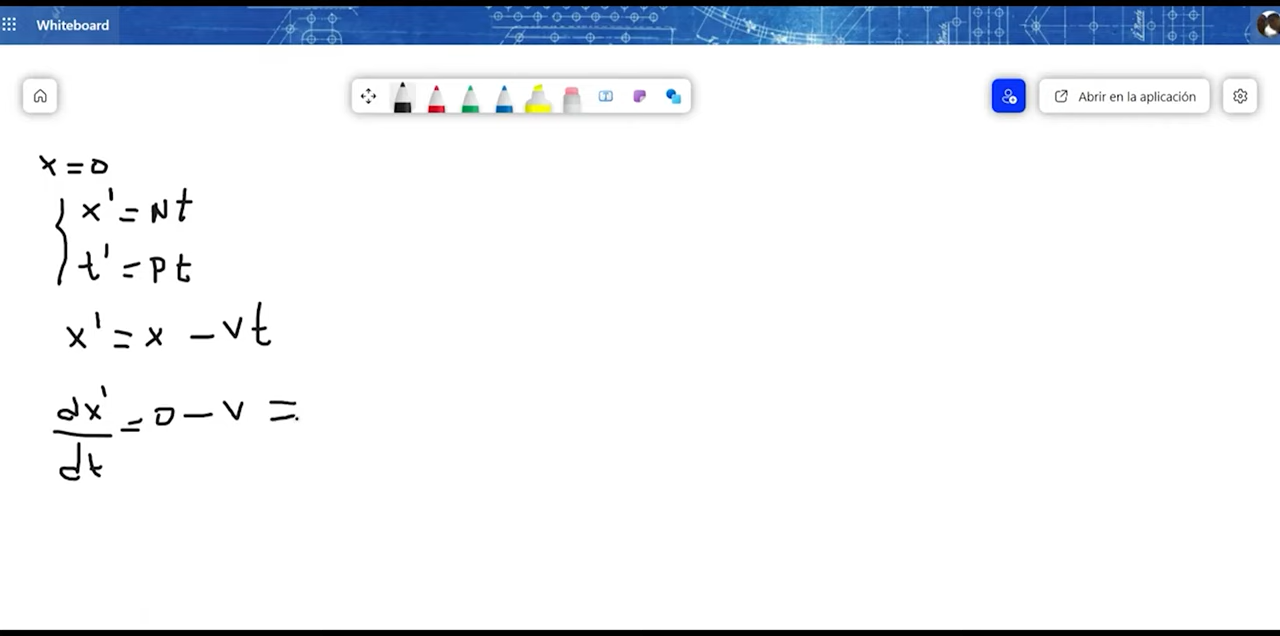 Whiteboard
Abrir en la aplicación
x = 0
x' = Nt
t' = Pt
x' = x - vt
dx'/dt = 0 - v =